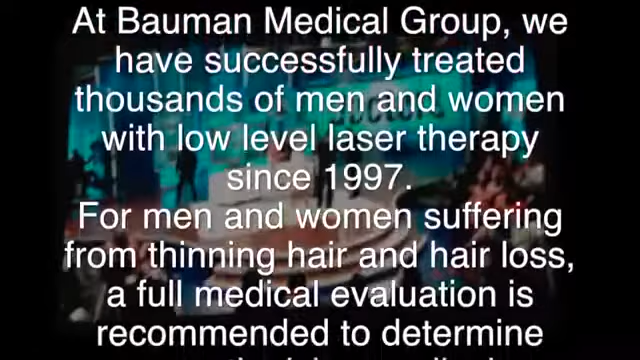 At Bauman Medical Group, we
have successfully treated
thousands of men and women
with low level laser therapy
since 1997.
For men and women suffering
from thinning hair and hair loss,
a full medical evaluation is
recommended to determine